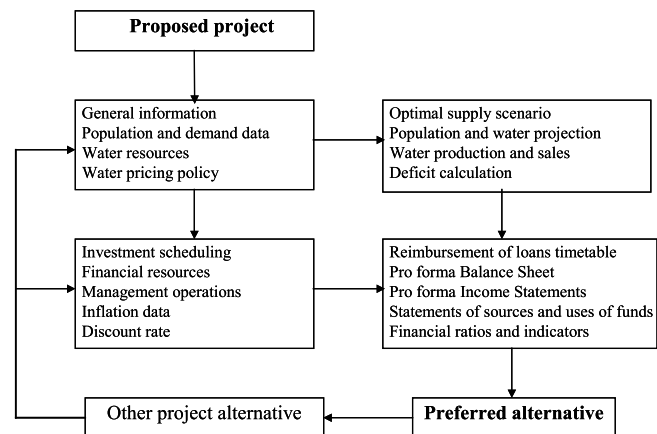 Proposed project
General information
Population and demand data
Water resources
Water pricing policy
Optimal supply scenario
Population and water projection
Water production and sales
Deficit calculation
Investment scheduling
Financial resources
Management operations
Inflation data
Discount rate
Reimbursement of loans timetable
Pro forma Balance Sheet
Pro forma Income Statements
Statements of sources and uses of funds
Financial ratios and indicators
Other project alternative
Preferred alternative